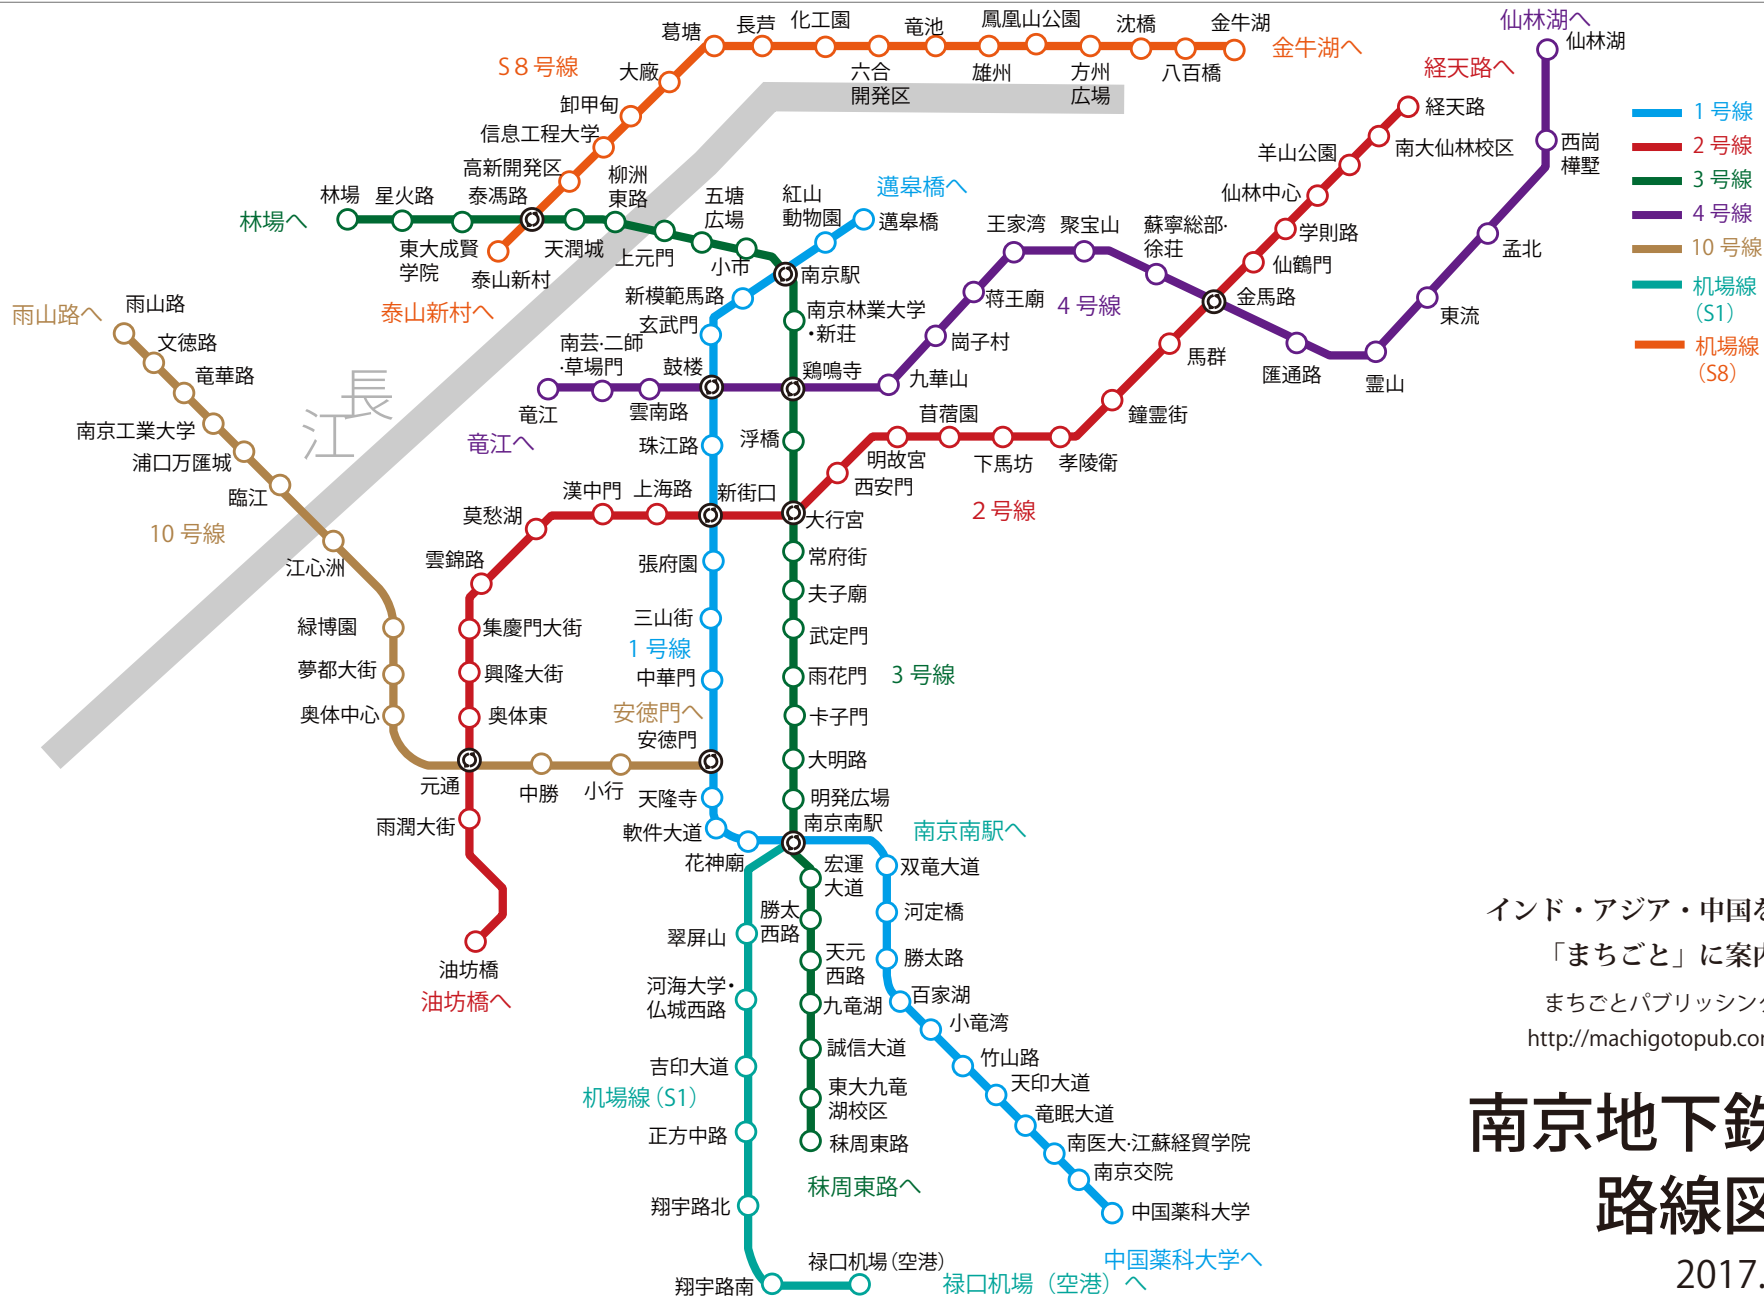 S８号線
葛塘
長芦
化工園
竜池
鳳凰山公園
沈橋
金牛湖
金牛湖へ
六合
開発区
雄州
方州
広場
八百橋
大廠
卸甲甸
信息工程大学
高新開発区
泰馮路
泰山新村
泰山新村へ
仙林湖へ
仙林湖
西崗
樺墅
孟北
東流
霊山
匯通路
金馬路
蘇寧総部·
徐荘
聚宝山
王家湾
蒋王廟
4 号線
崗子村
九華山
鶏鳴寺
鼓楼
雲南路
南芸·二師
·草場門
竜江
竜江へ
経天路へ
経天路
南大仙林校区
羊山公園
仙林中心
学則路
仙鶴門
馬群
鐘霊街
孝陵衛
下馬坊
苜蓿園
明故宮
西安門
2 号線
大行宮
新街口
上海路
漢中門
莫愁湖
雲錦路
集慶門大街
興隆大街
奥体東
元通
雨潤大街
油坊橋
油坊橋へ
林場へ
林場
星火路
東大成賢
学院
天潤城
柳洲
東路
上元門
五塘
広場
小市
南京駅
南京林業大学
·新荘
浮橋
常府街
夫子廟
武定門
雨花門
3 号線
卡子門
大明路
明発広場
南京南駅
宏運
大道
勝太
西路
天元
西路
九竜湖
誠信大道
東大九竜
湖校区
秣周東路
秣周東路へ
邁皋橋へ
邁皋橋
紅山
動物園
新模範馬路
玄武門
珠江路
張府園
三山街
1 号線
中華門
安徳門へ
安徳門
天隆寺
軟件大道
花神廟
双竜大道
河定橋
勝太路
百家湖
小竜湾
竹山路
天印大道
竜眠大道
南医大·江蘇経貿学院
南京交院
中国薬科大学
中国薬科大学へ
雨山路へ
雨山路
文徳路
竜華路
南京工業大学
浦口万匯城
臨江
10 号線
江心洲
緑博園
夢都大街
奥体中心
中勝
小行
長
江
南京南駅へ
翠屏山
河海大学·
仏城西路
吉印大道
机場線（S1）
正方中路
翔宇路北
翔宇路南
禄口机場（空港）
禄口机場（空港）へ
1 号線
2 号線
3 号線
4 号線
10 号線
机場線
（S1）
机場線
（S8）
インド・アジア・中国を
「まちごと」に案内
まちごとパブリッシング
http://machigotopub.com
南京地下鉄
路線図
2017.